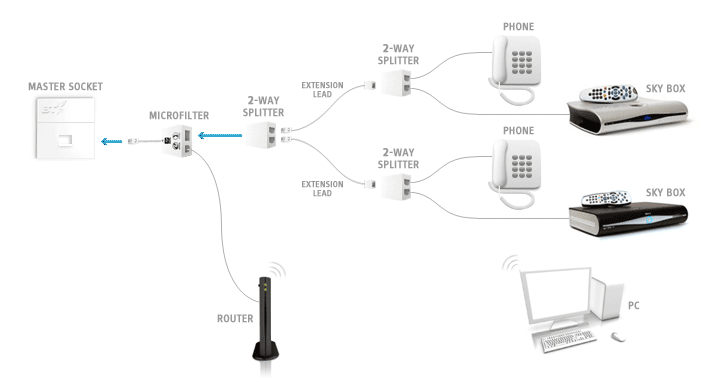 PHONE
2-WAY
SPLITTER
SKY BOX
EXTENSION
LEAD
MASTER SOCKET
2-WAY
SPLITTER
MICROFILTER
PHONE
2-WAY
SPLITTER
EXTENSION
LEAD
SKY BOX
PC
ROUTER